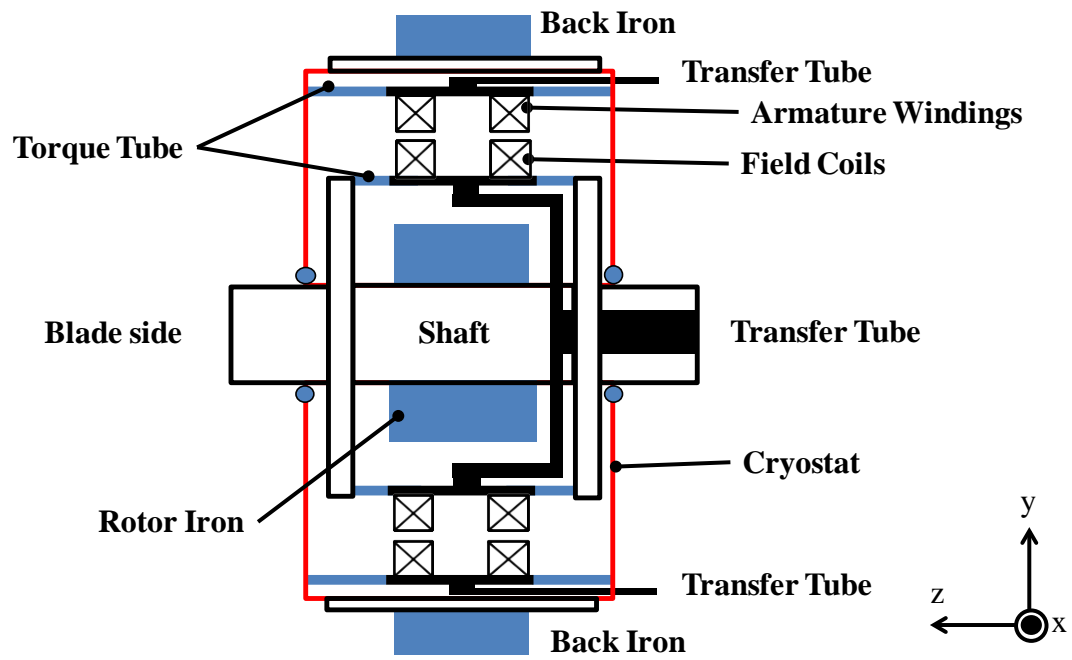 Back Iron
Transfer Tube
Armature Windings
Torque Tube
Field Coils
Blade side
Shaft
Transfer Tube
Cryostat
Rotor Iron
y
Transfer Tube
z
x
Back Iron